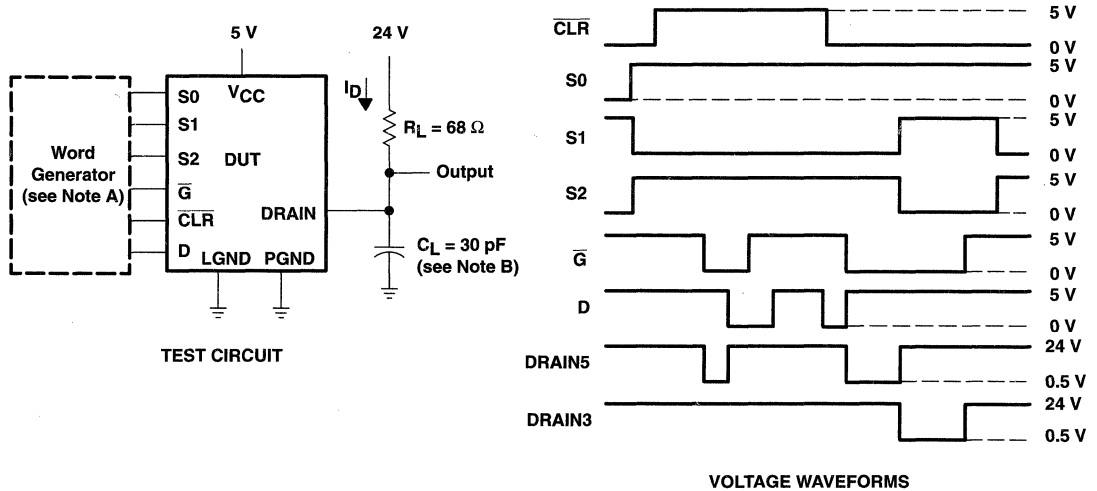 5 V
24 V
Word
Generator
(see Note A)
S0
S1
S2
G
CLR
D
VCC
DUT
DRAIN
LGND PGND
ID
RL = 68 Ω
Output
CL = 30 pF
(see Note B)
TEST CIRCUIT
CLR
5 V
0 V
S0
5 V
0 V
S1
5 V
0 V
S2
5 V
0 V
G
5 V
0 V
D
5 V
0 V
DRAIN5
24 V
0.5 V
DRAIN3
24 V
0.5 V
VOLTAGE WAVEFORMS